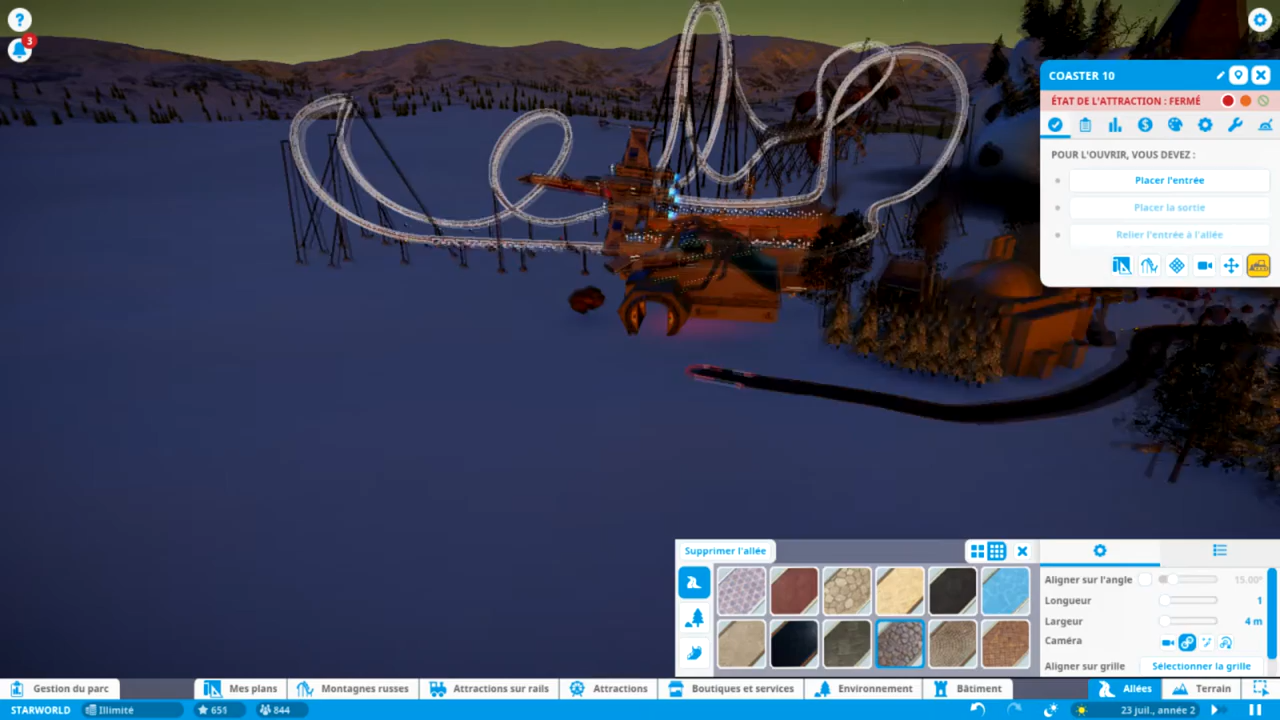 ?
3
COASTER 10
ÉTAT DE L'ATTRACTION : FERMÉ
POUR L'OUVRIR, VOUS DEVEZ :
Placer l'entrée
Placer la sortie
Relier l'entrée à l'allée
Supprimer l'allée
Aligner sur l'angle 15.00°
Longueur 1
Largeur 4 m
Caméra
Aligner sur grille Sélectionner la grille
Gestion du parc Mes plans Montagnes russes Attractions sur rails Attractions Boutiques et services Environnement Bâtiment Allées Terrain
STARWORLD Illimité 651 844 23 juil., année 2